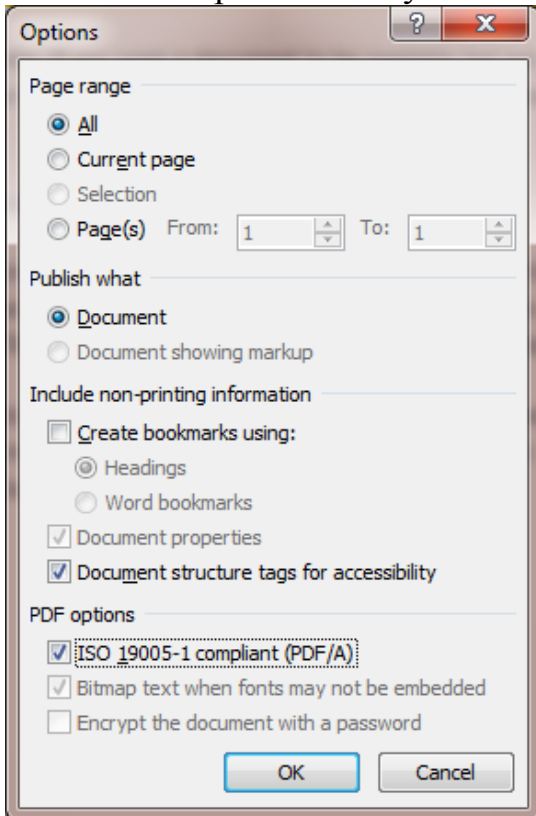 Options
?
X
Page range
All
Current page
Selection
Page(s) From: 1 To: 1
Publish what
Document
Document showing markup
Include non-printing information
Create bookmarks using:
Headings
Word bookmarks
Document properties
Document structure tags for accessibility
PDF options
ISO 19005-1 compliant (PDF/A)
Bitmap text when fonts may not be embedded
Encrypt the document with a password
OK Cancel